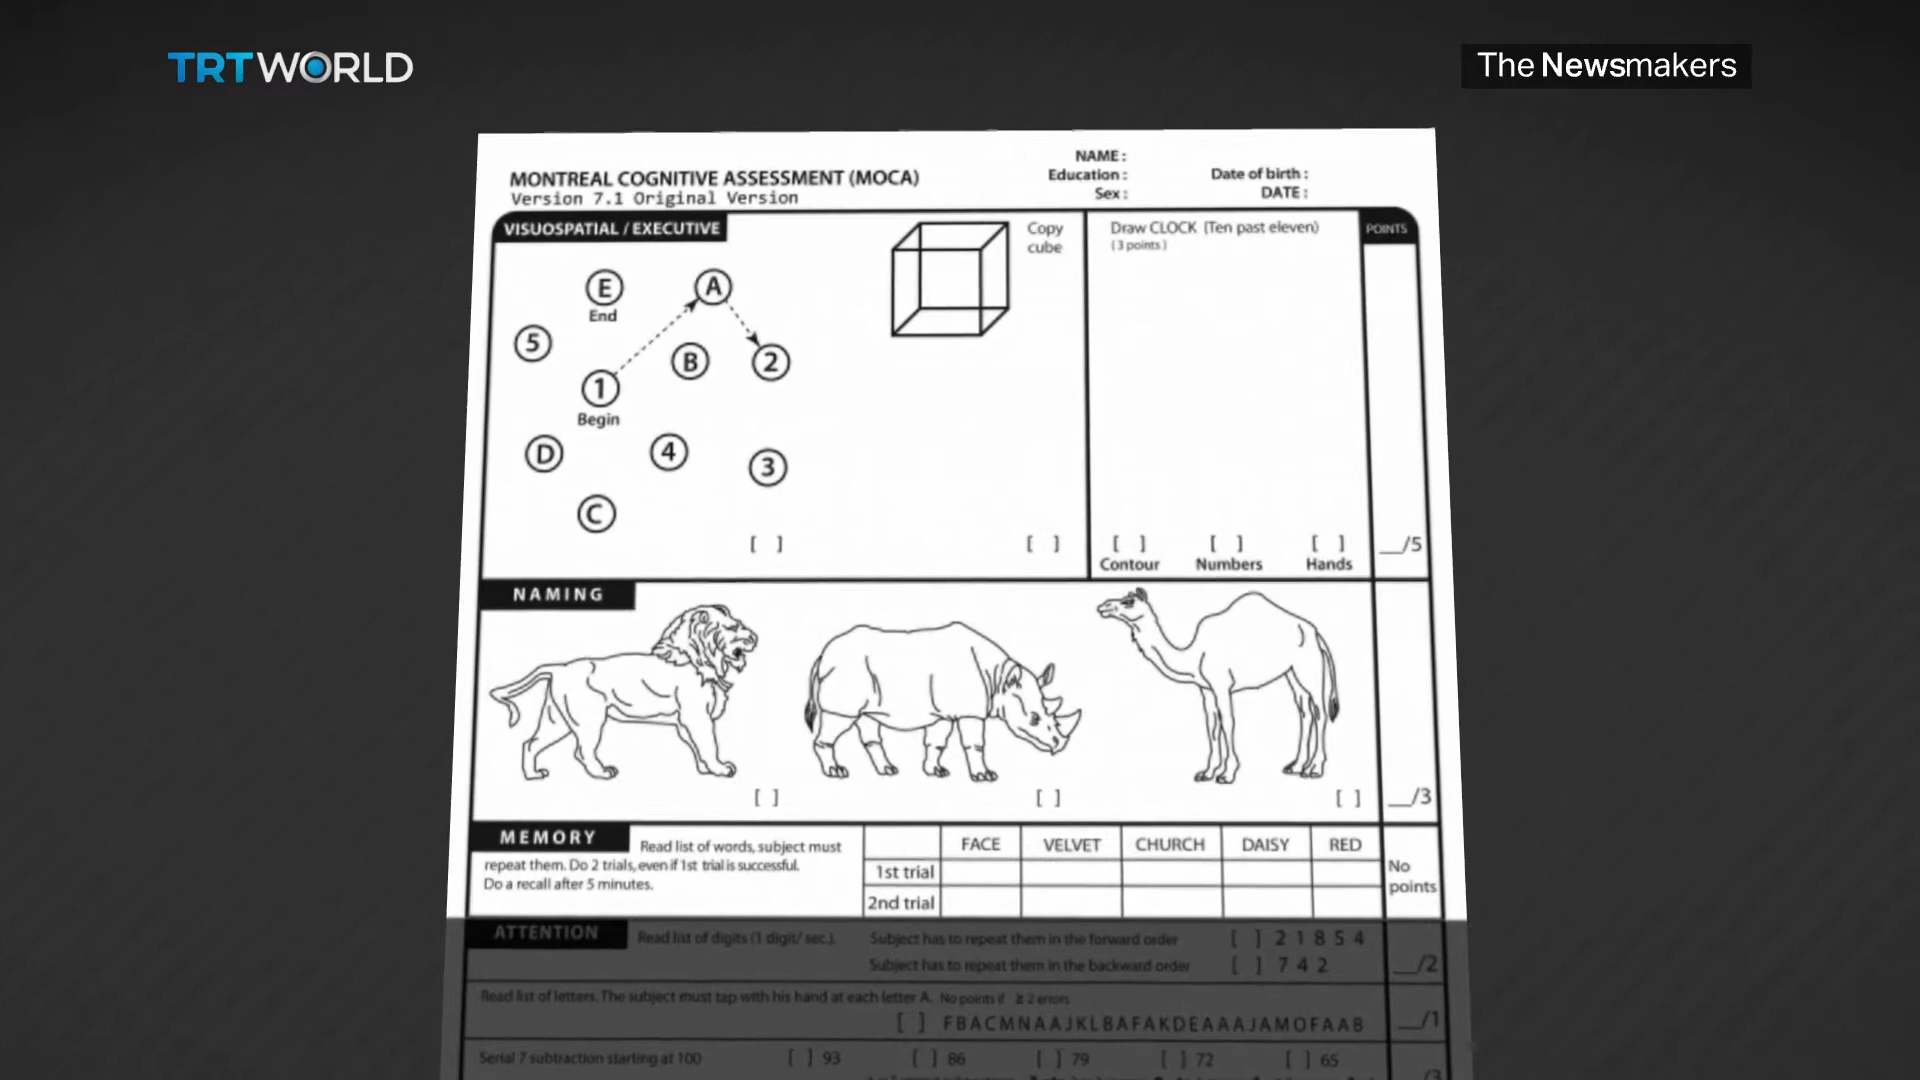 TRT WORLD
The Newsmakers
MONTREAL COGNITIVE ASSESSMENT (MOCA)
Version 7.1 Original Version
NAME :
Education :
Sex :
Date of birth :
DATE :
VISUOSPATIAL / EXECUTIVE
Copy
cube
Draw CLOCK (Ten past eleven)
(3 points)
POINTS
E
End
A
5
B
2
1
Begin
D
4
3
C
[ ]
[ ]
[ ]
[ ]
[ ]
Contour
Numbers
Hands
__/5
NAMING
[ ]
[ ]
[ ]
__/3
MEMORY
Read list of words, subject must
repeat them. Do 2 trials, even if 1st trial is successful.
Do a recall after 5 minutes.
FACE VELVET CHURCH DAISY RED
1st trial
2nd trial
No
points
ATTENTION
Read list of digits (1 digit/ sec.).
Subject has to repeat them in the forward order [ ] 2 1 8 5 4
Subject has to repeat them in the backward order [ ] 7 4 2
__/2
Read list of letters. The subject must tap with his hand at each letter A. No points if ≥ 2 errors
[ ] FBACMNAAJKLBAFAKDEAAAJAMOFAAB
__/1
Serial 7 subtraction starting at 100 [ ] 93 [ ] 86 [ ] 79 [ ] 72 [ ] 65
/3